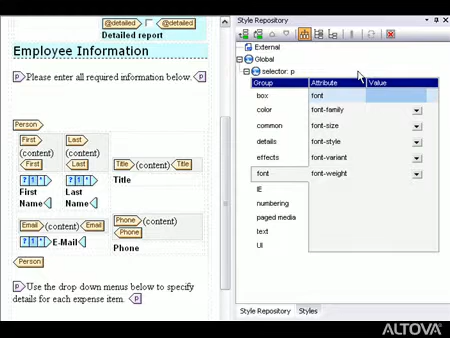 @detailed @detailed
Detailed report
Employee Information
p Please enter all required information below. p
Person
First Last
(content) (content) Title (content) Title
First Last
? 1 * ? 1 * Title
First Last
Name Name
Email (content) Email Phone (content)
Phone
? 1 * E-Mail Phone
Person
p Use the drop down menus below to specify
details for each expense item. p
Style Repository
External
Global
selector: p
Group Attribute Value
box font
color font-family
common font-size
details font-style
effects font-variant
font font-weight
IE
numbering
paged media
text
UI
Style Repository Styles
ALTOVA®